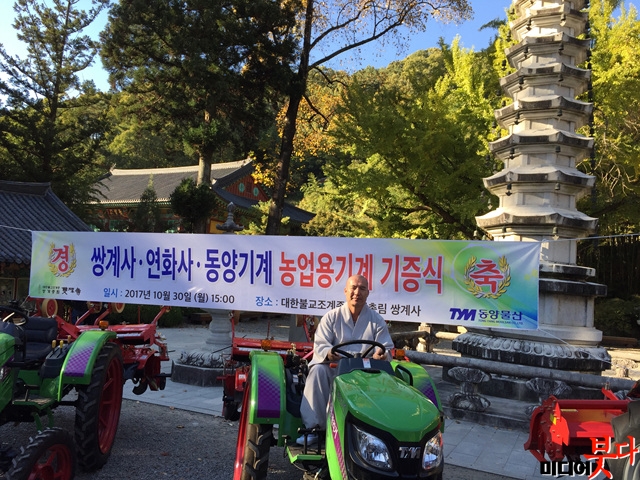 경
쌍계사·연화사·동양기계 농업용기계 기증식
축
일시 : 2017년 10월 30일 (월) 15:00
장소 : 대한불교조계종 쌍계사
TYM 동양물산
TYM
미디어 붓다